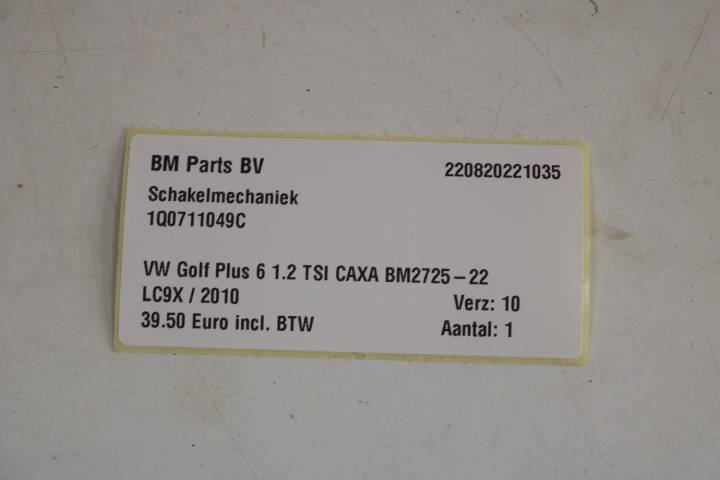 BM Parts BV 220820221035
Schakelmechaniek
1Q0711049C
VW Golf Plus 6 1.2 TSI CAXA BM2725-22
LC9X / 2010 Verz: 10
39.50 Euro incl. BTW Aantal: 1